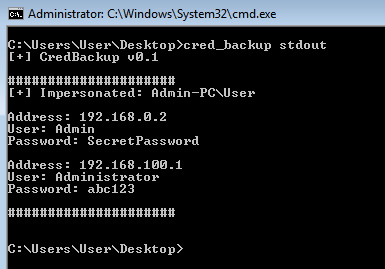 Administrator: C:\Windows\System32\cmd.exe
C:\Users\User\Desktop>cred_backup stdout
[+] CredBackup v0.1
#####################
[+] Impersonated: Admin-PC\User
Address: 192.168.0.2
User: Admin
Password: SecretPassword
Address: 192.168.100.1
User: Administrator
Password: abc123
#####################
C:\Users\User\Desktop>